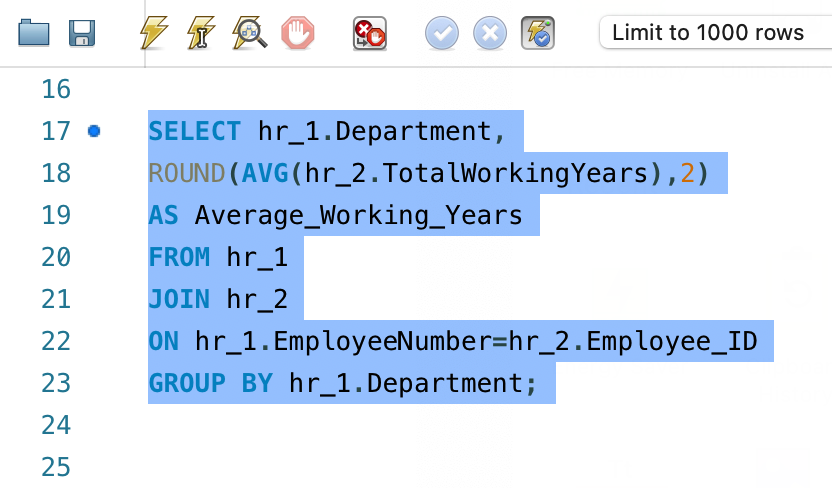 Limit to 1000 rows
16
17 SELECT hr_1.Department,
18 ROUND(AVG(hr_2.TotalWorkingYears),2)
19 AS Average_Working_Years
20 FROM hr_1
21 JOIN hr_2
22 ON hr_1.EmployeeNumber=hr_2.Employee_ID
23 GROUP BY hr_1.Department;
24
25